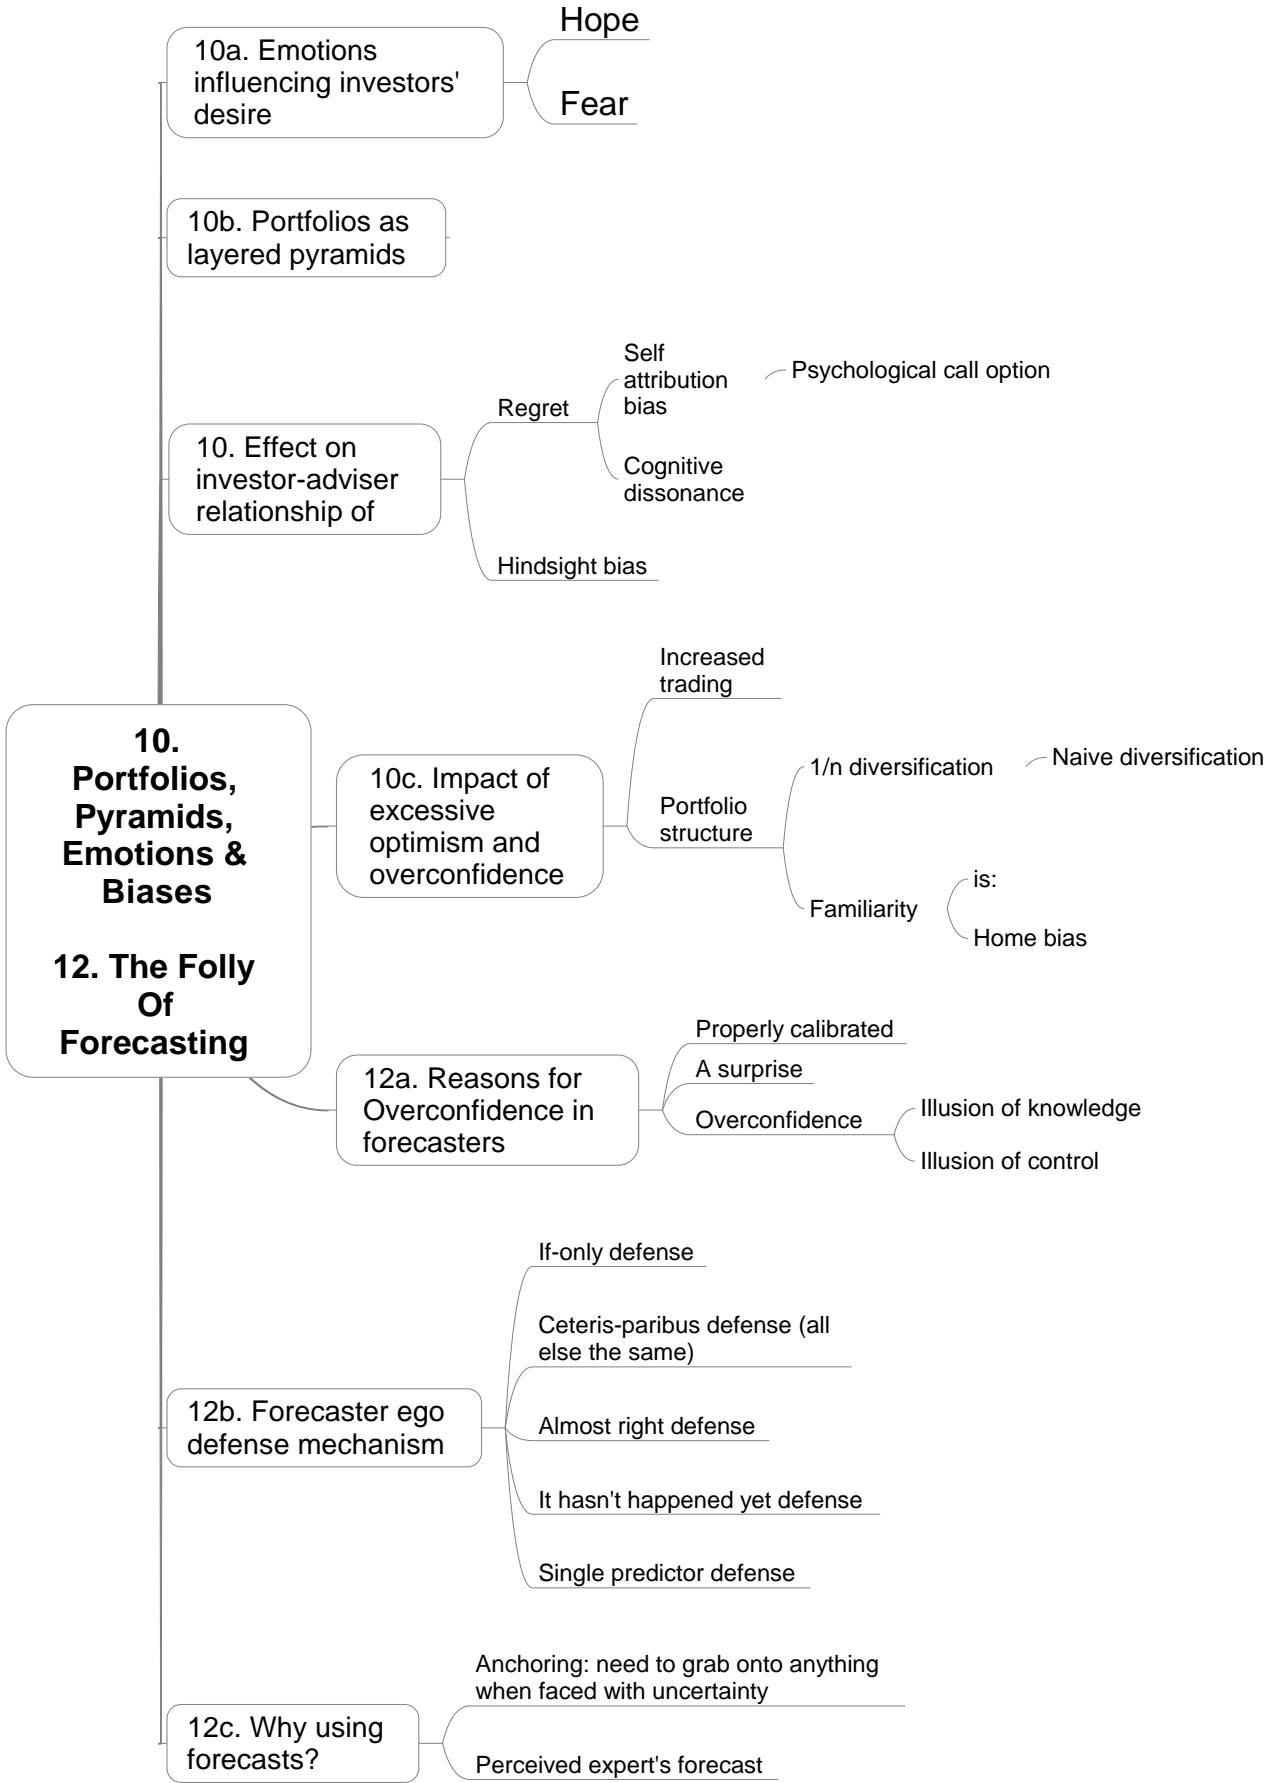 Hope
10a. Emotions
influencing investors'
desire
Fear
10b. Portfolios as
layered pyramids
Self
attribution
bias
Psychological call option
Regret
10. Effect on
investor-adviser
relationship of
Cognitive
dissonance
Hindsight bias
Increased
trading
10.
Portfolios,
Pyramids,
Emotions &
Biases
12. The Folly
Of
Forecasting
10c. Impact of
excessive
optimism and
overconfidence
1/n diversification
Naive diversification
Portfolio
structure
is:
Familiarity
Home bias
Properly calibrated
12a. Reasons for
Overconfidence in
forecasters
A surprise
Overconfidence
Illusion of knowledge
Illusion of control
If-only defense
Ceteris-paribus defense (all
else the same)
12b. Forecaster ego
defense mechanism
Almost right defense
It hasn't happened yet defense
Single predictor defense
Anchoring: need to grab onto anything
when faced with uncertainty
12c. Why using
forecasts?
Perceived expert's forecast